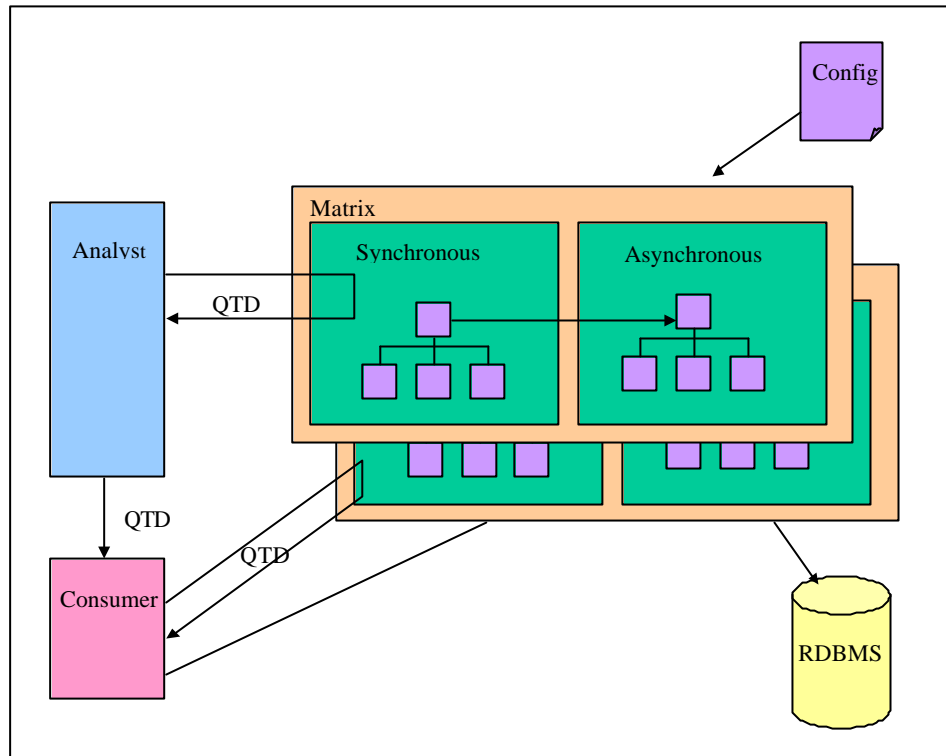 Config
Matrix
Analyst
Synchronous
Asynchronous
QTD
QTD
QTD
Consumer
RDBMS